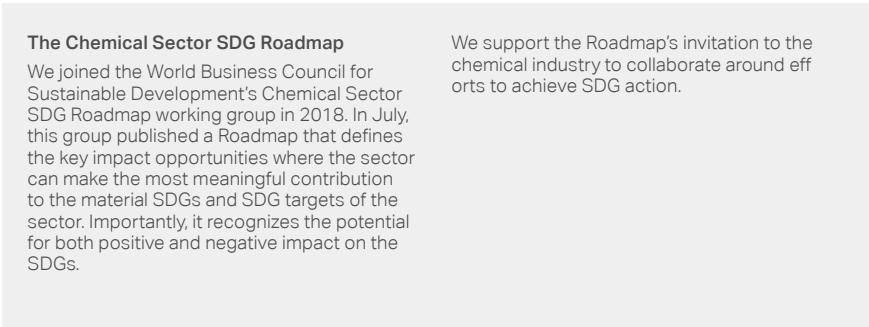 The Chemical Sector SDG Roadmap
We joined the World Business Council for
Sustainable Development’s Chemical Sector
SDG Roadmap working group in 2018. In July,
this group published a Roadmap that defines
the key impact opportunities where the sector
can make the most meaningful contribution
to the material SDGs and SDG targets of the
sector. Importantly, it recognizes the potential
for both positive and negative impact on the
SDGs.
We support the Roadmap’s invitation to the
chemical industry to collaborate around eff
orts to achieve SDG action.